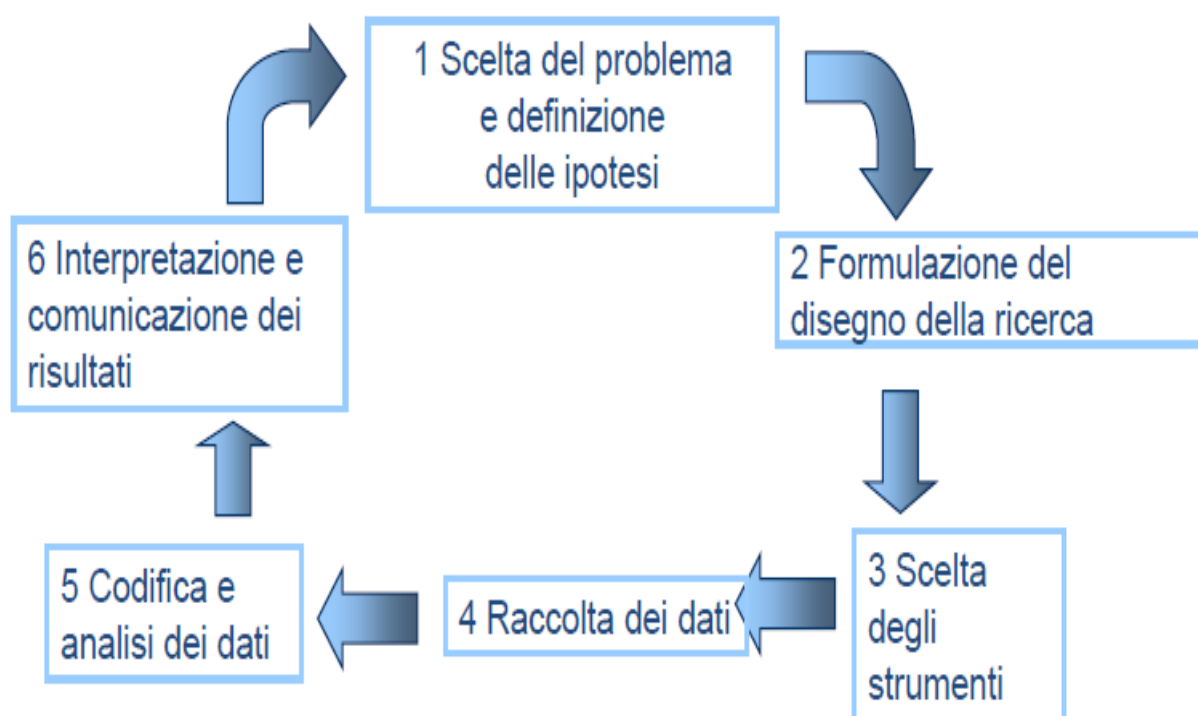 1 Scelta del problema
e definizione
delle ipotesi
2 Formulazione del
disegno della ricerca
3 Scelta
degli
strumenti
4 Raccolta dei dati
5 Codifica e
analisi dei dati
6 Interpretazione e
comunicazione dei
risultati